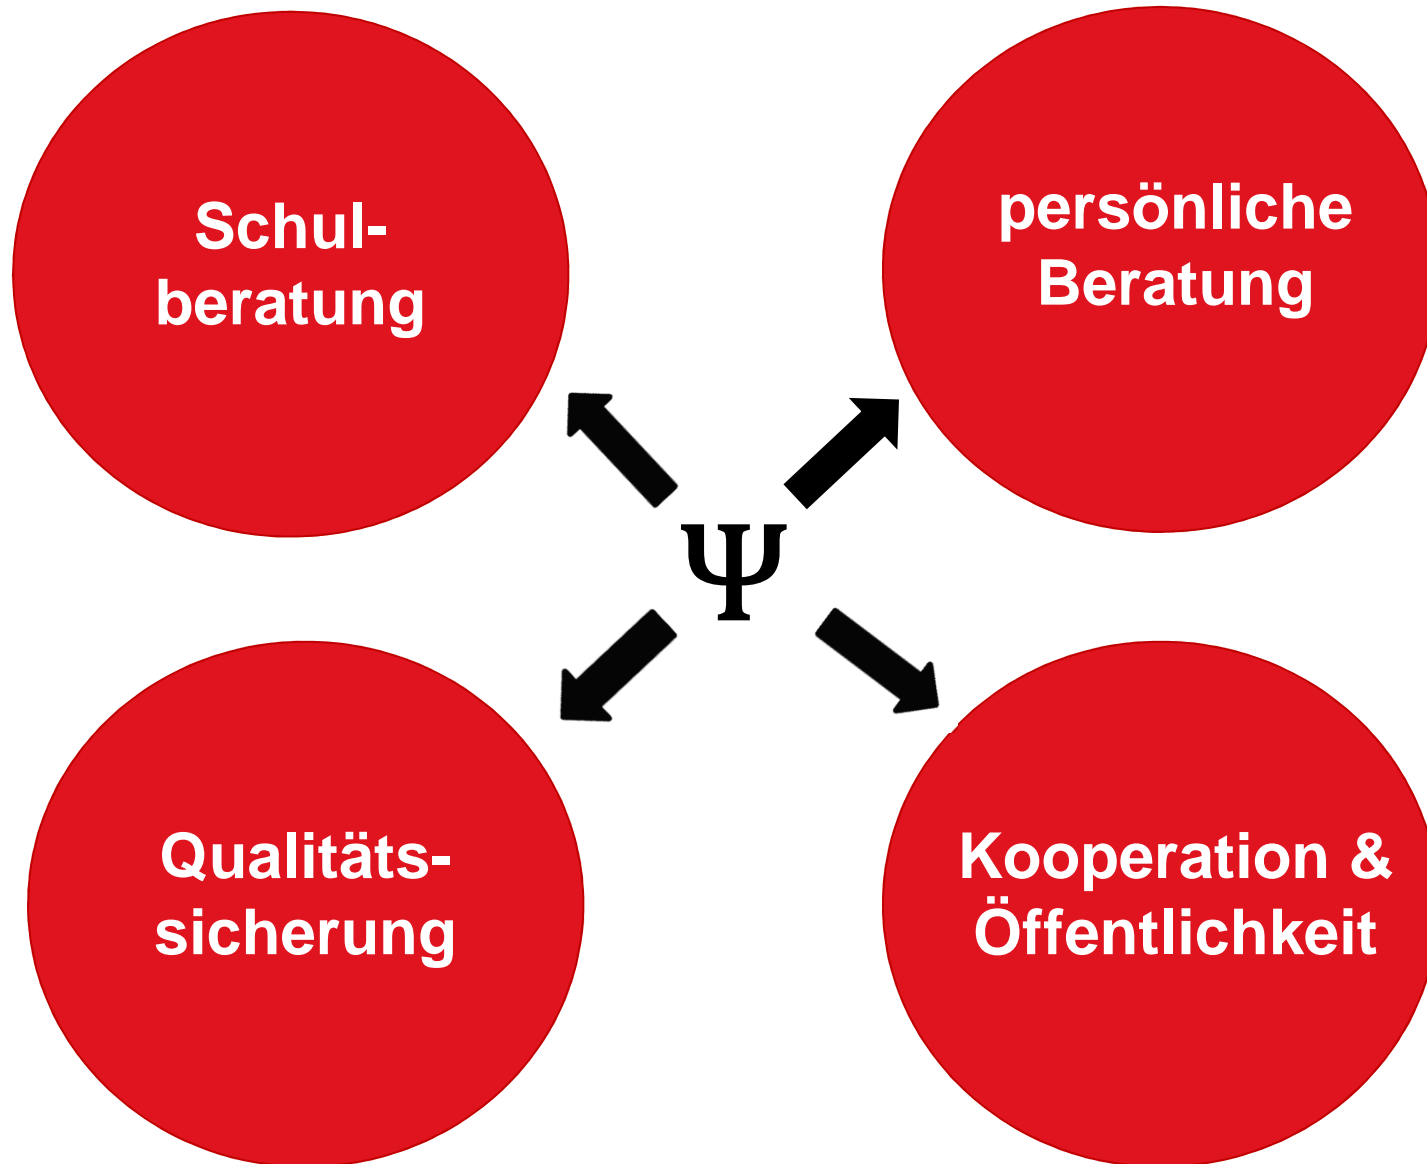 Schul-
beratung
persönliche
Beratung
Ψ
Qualitäts-
sicherung
Kooperation &
Öffentlichkeit